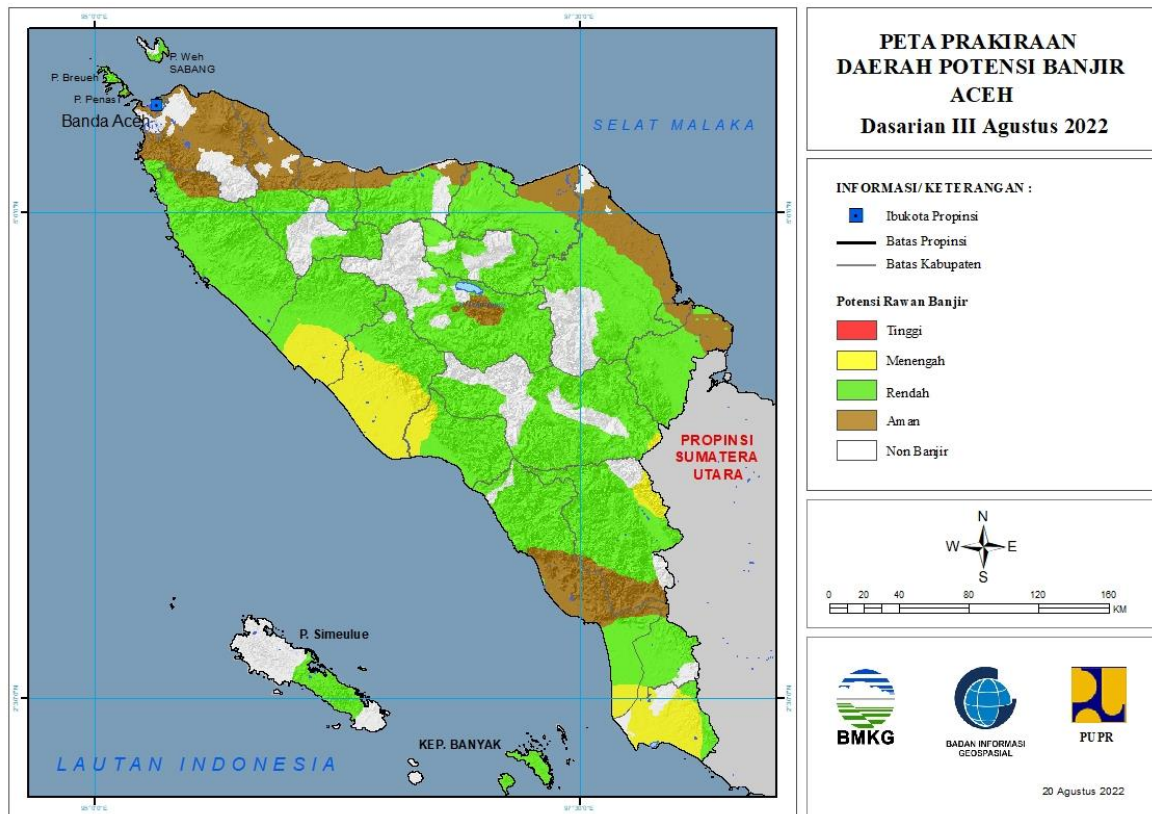 PETA PRAKIRAAN
DAERAH POTENSI BANJIR
ACEH
Dasarian III Agustus 2022
INFORMASI/ KETERANGAN :
Ibukota Propinsi
Batas Propinsi
Batas Kabupaten
Potensi Rawan Banjir
Tinggi
Menengah
Rendah
Aman
Non Banjir
N
W
E
S
0
40
80
120
160
KM
BMKG
BADAN INFORMASI
GEOSPASIAL
PUPR
20 Agustus 2022
P. Weh
SABANG
P. Breueh
P. Penasi
Banda Aceh
SELAT MALAKA
PROPINSI
SUMATERA
UTARA
P. Simeulue
KEP. BANYAK
LAUTAN INDONESIA